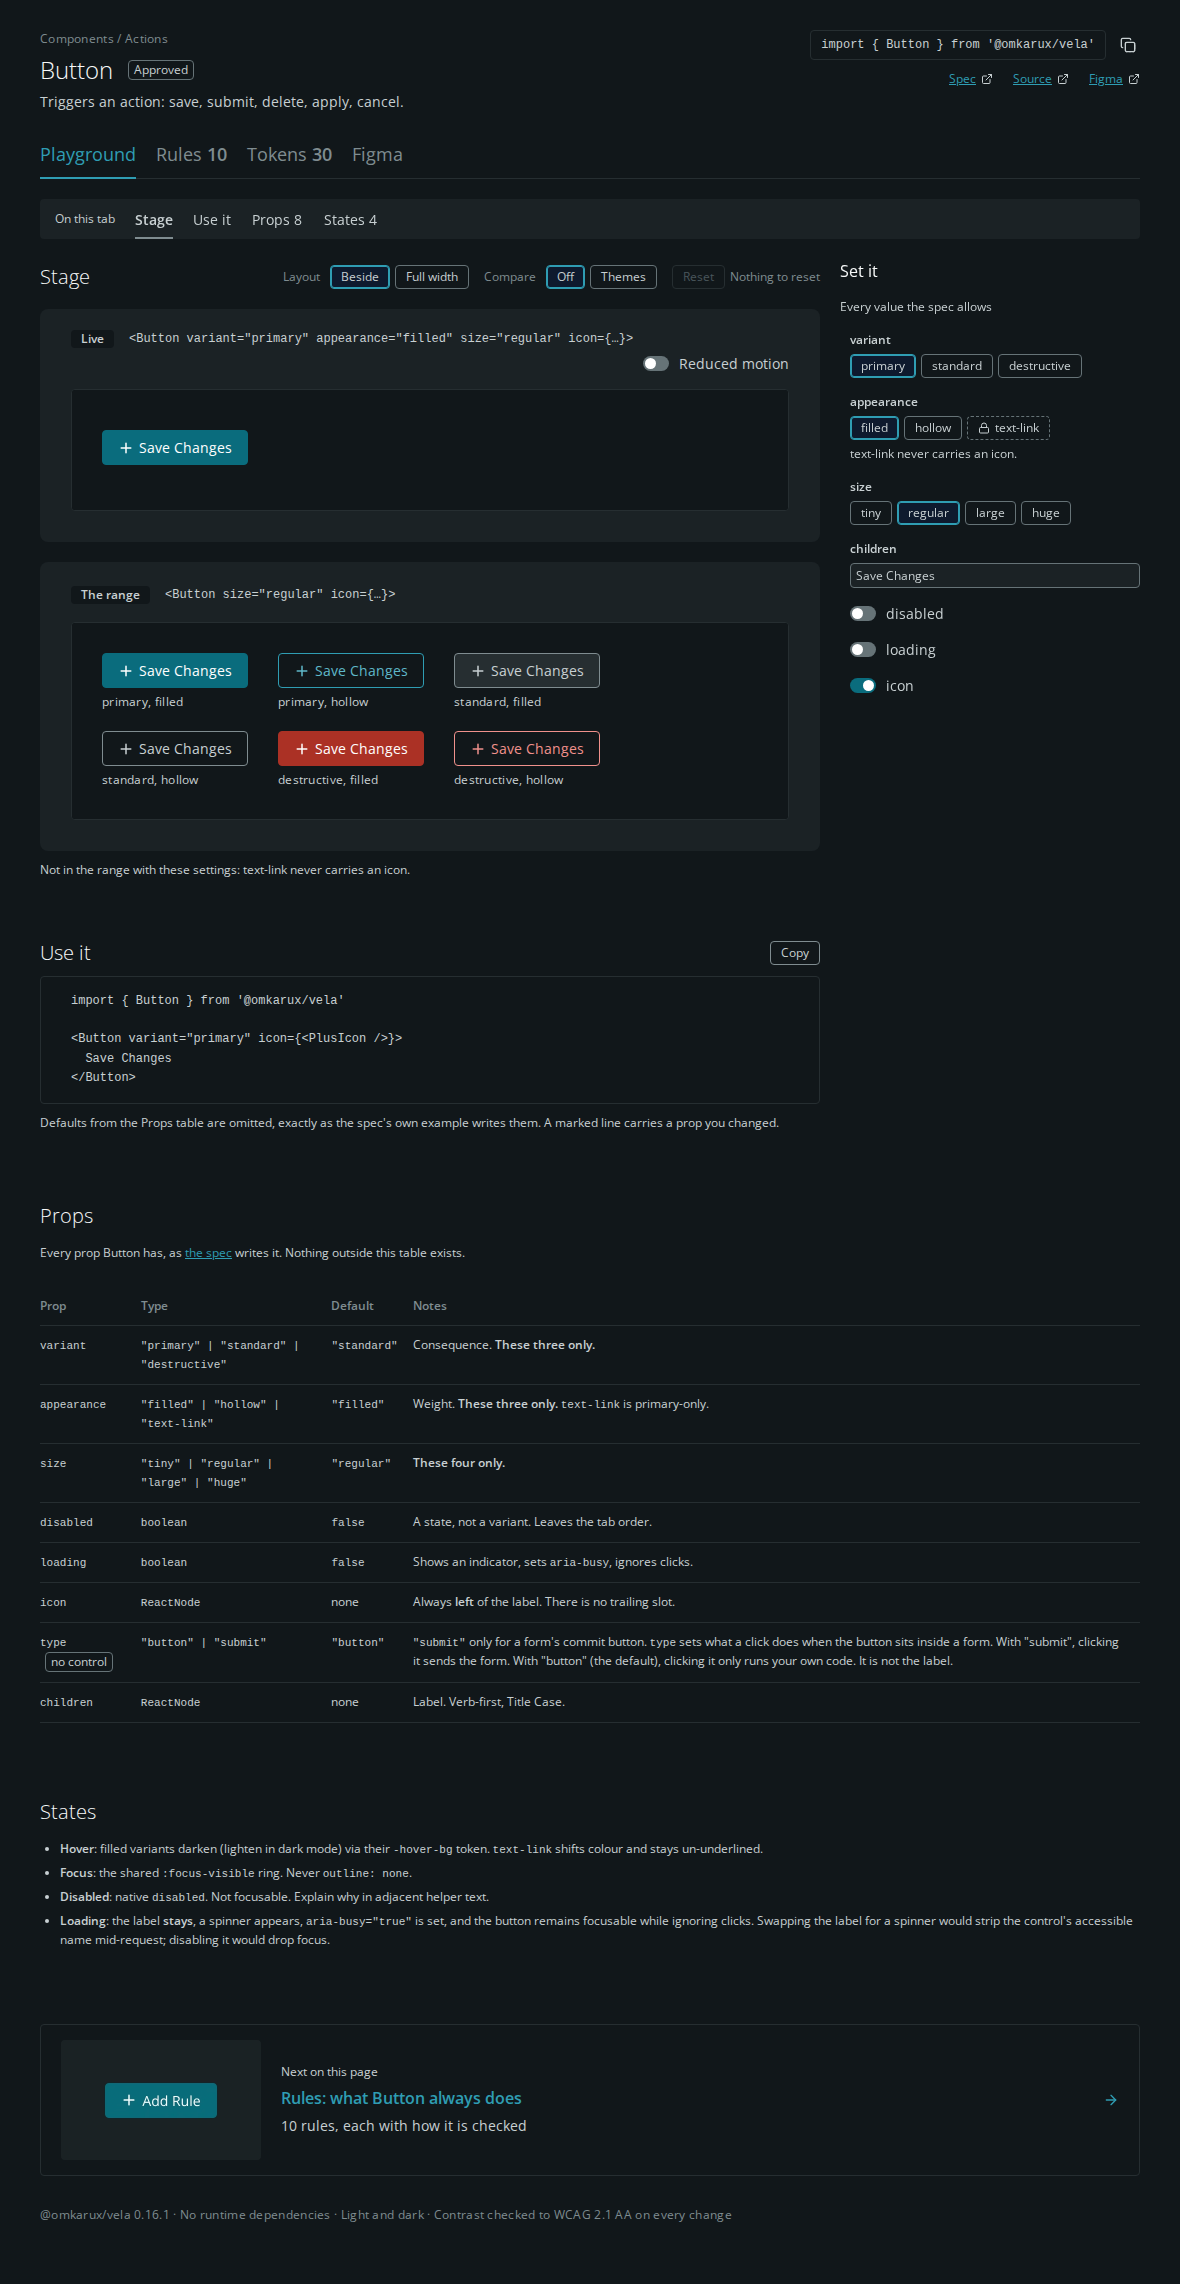 Components / Actions
import { Button } from '@omkarux/vela'
Button
Approved
Spec
Source
Figma
Triggers an action: save, submit, delete, apply, cancel.
Playground
Rules 10
Tokens 30
Figma
On this tab
Stage
Use it
Props 8
States 4
Stage
Layout
Beside
Full width
Compare
Off
Themes
Reset
Nothing to reset
Live
<Button variant="primary" appearance="filled" size="regular" icon={…}>
Reduced motion
Save Changes
The range
<Button size="regular" icon={…}>
Save Changes
primary, filled
Save Changes
primary, hollow
Save Changes
standard, filled
Save Changes
standard, hollow
Save Changes
destructive, filled
Save Changes
destructive, hollow
Not in the range with these settings: text-link never carries an icon.
Set it
Every value the spec allows
variant
primary
standard
destructive
appearance
filled
hollow
text-link
text-link never carries an icon.
size
tiny
regular
large
huge
children
Save Changes
disabled
loading
icon
Use it
Copy
import { Button } from '@omkarux/vela'
<Button variant="primary" icon={<PlusIcon />}>
Save Changes
</Button>
Defaults from the Props table are omitted, exactly as the spec's own example writes them. A marked line carries a prop you changed.
Props
Every prop Button has, as the spec writes it. Nothing outside this table exists.
Prop
Type
Default
Notes
variant
"primary" | "standard" |
"destructive"
"standard"
Consequence. These three only.
appearance
"filled" | "hollow" |
"text-link"
"filled"
Weight. These three only. text-link is primary-only.
size
"tiny" | "regular" |
"large" | "huge"
"regular"
These four only.
disabled
boolean
false
A state, not a variant. Leaves the tab order.
loading
boolean
false
Shows an indicator, sets aria-busy, ignores clicks.
icon
ReactNode
none
Always left of the label. There is no trailing slot.
type
no control
"button" | "submit"
"button"
"submit" only for a form's commit button. type sets what a click does when the button sits inside a form. With "submit", clicking
it sends the form. With "button" (the default), clicking it only runs your own code. It is not the label.
children
ReactNode
none
Label. Verb-first, Title Case.
States
Hover: filled variants darken (lighten in dark mode) via their -hover-bg token. text-link shifts colour and stays un-underlined.
Focus: the shared :focus-visible ring. Never outline: none.
Disabled: native disabled. Not focusable. Explain why in adjacent helper text.
Loading: the label stays, a spinner appears, aria-busy="true" is set, and the button remains focusable while ignoring clicks. Swapping the label for a spinner would strip the control's accessible
name mid-request; disabling it would drop focus.
Add Rule
Next on this page
Rules: what Button always does
10 rules, each with how it is checked
@omkarux/vela 0.16.1 · No runtime dependencies · Light and dark · Contrast checked to WCAG 2.1 AA on every change